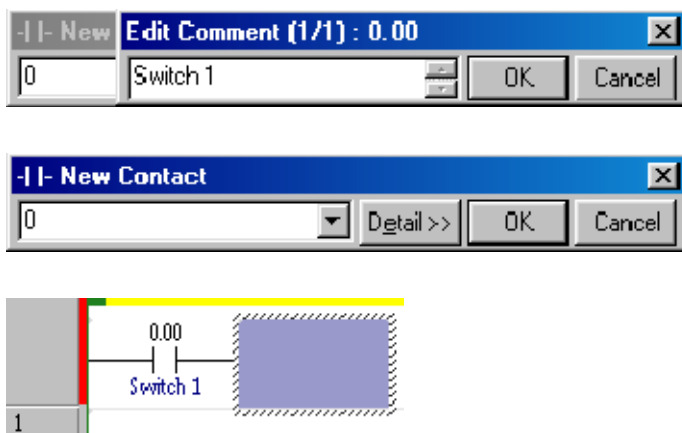 -| |- New Edit Comment (1/1) : 0.00
0 Switch 1 OK Cancel
-| |- New Contact
0 Detail >> OK Cancel
0.00
Switch 1
1